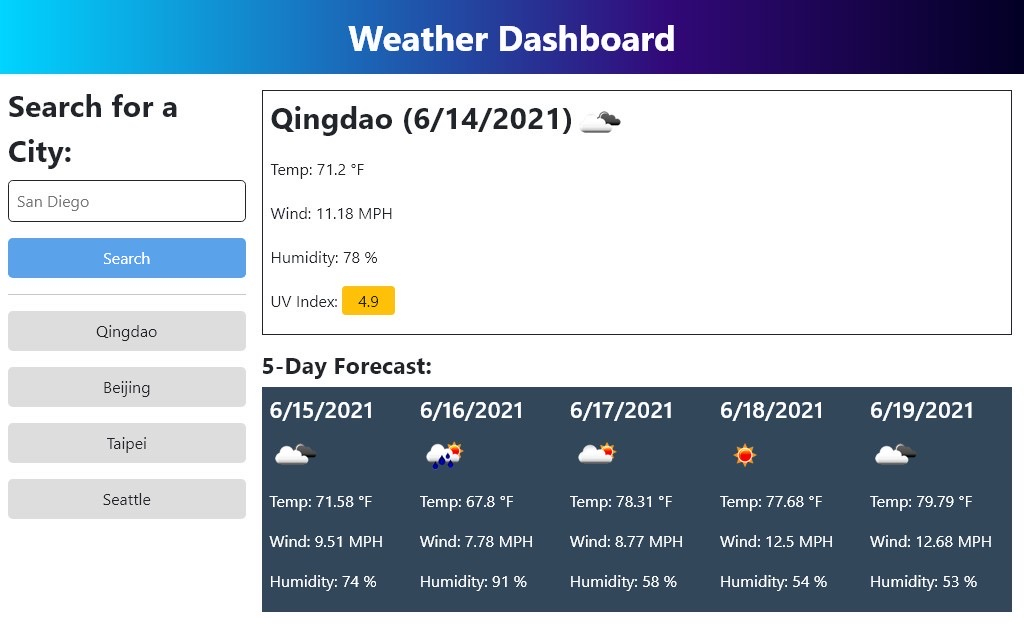 Weather Dashboard
Search for a
City:
San Diego
Search
Qingdao
Beijing
Taipei
Seattle
Qingdao (6/14/2021)
Temp: 71.2 °F
Wind: 11.18 MPH
Humidity: 78 %
UV Index: 4.9
5-Day Forecast:
6/15/2021
Temp: 71.58 °F
Wind: 9.51 MPH
Humidity: 74 %
6/16/2021
Temp: 67.8 °F
Wind: 7.78 MPH
Humidity: 91 %
6/17/2021
Temp: 78.31 °F
Wind: 8.77 MPH
Humidity: 58 %
6/18/2021
Temp: 77.68 °F
Wind: 12.5 MPH
Humidity: 54 %
6/19/2021
Temp: 79.79 °F
Wind: 12.68 MPH
Humidity: 53 %